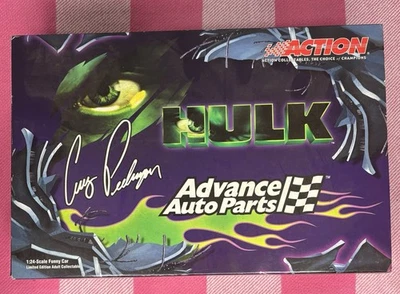 ACTION
ACTION COLLECTABLES, THE CHOICE of CHAMPIONS
HULK
Advance
Auto Parts
1:24-Scale Funny Car
Limited Edition Adult Collectable